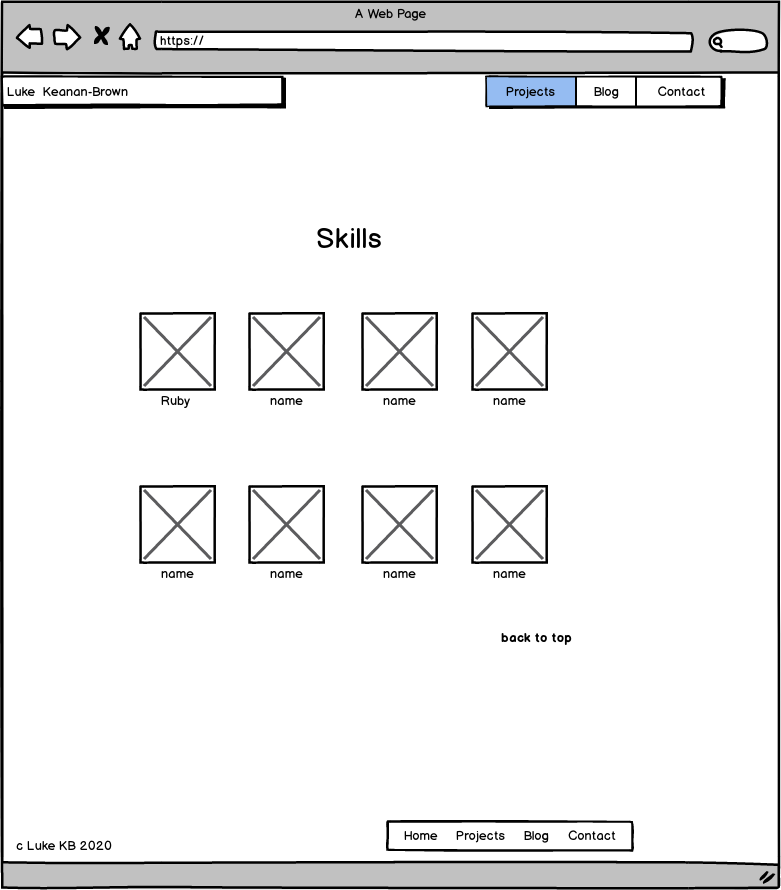 A Web Page
https://
Luke Keanan-Brown
Projects Blog Contact
Skills
Ruby name name name
name name name name
back to top
Home Projects Blog Contact
c Luke KB 2020